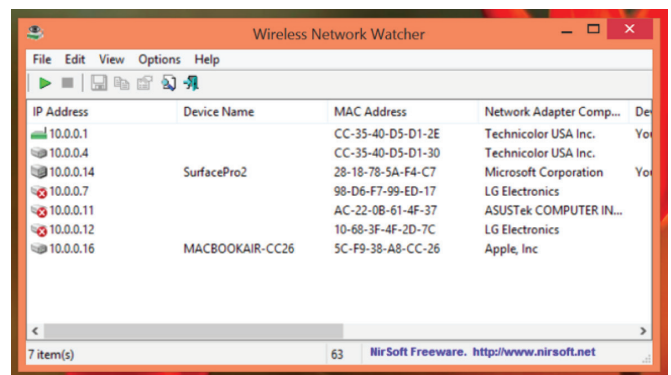 Wireless Network Watcher
File Edit View Options Help
IP Address Device Name MAC Address Network Adapter Comp... De
10.0.0.1 CC-35-40-D5-D1-2E Technicolor USA Inc. You
10.0.0.4 CC-35-40-D5-D1-30 Technicolor USA Inc.
10.0.0.14 SurfacePro2 28-18-78-5A-F4-C7 Microsoft Corporation You
10.0.0.7 98-D6-F7-99-ED-17 LG Electronics
10.0.0.11 AC-22-0B-61-4F-37 ASUSTek COMPUTER IN...
10.0.0.12 10-68-3F-4F-2D-7C LG Electronics
10.0.0.16 MACBOOKAIR-CC26 5C-F9-38-A8-CC-26 Apple, Inc
7 item(s) 63 NirSoft Freeware. http://www.nirsoft.net